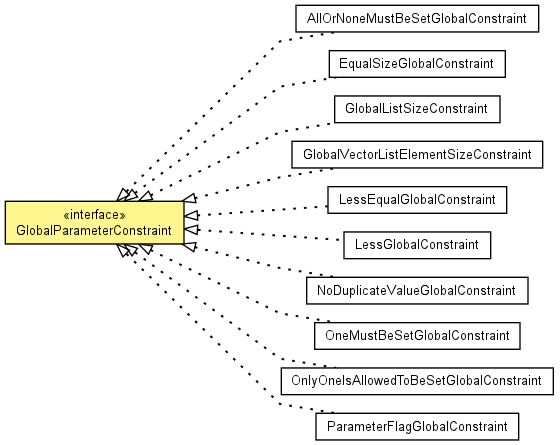 AllOrNoneMustBeSetGlobalConstraint
EqualSizeGlobalConstraint
GlobalListSizeConstraint
GlobalVectorListElementSizeConstraint
«interface»
GlobalParameterConstraint
LessEqualGlobalConstraint
LessGlobalConstraint
NoDuplicateValueGlobalConstraint
OneMustBeSetGlobalConstraint
OnlyOneIsAllowedToBeSetGlobalConstraint
ParameterFlagGlobalConstraint